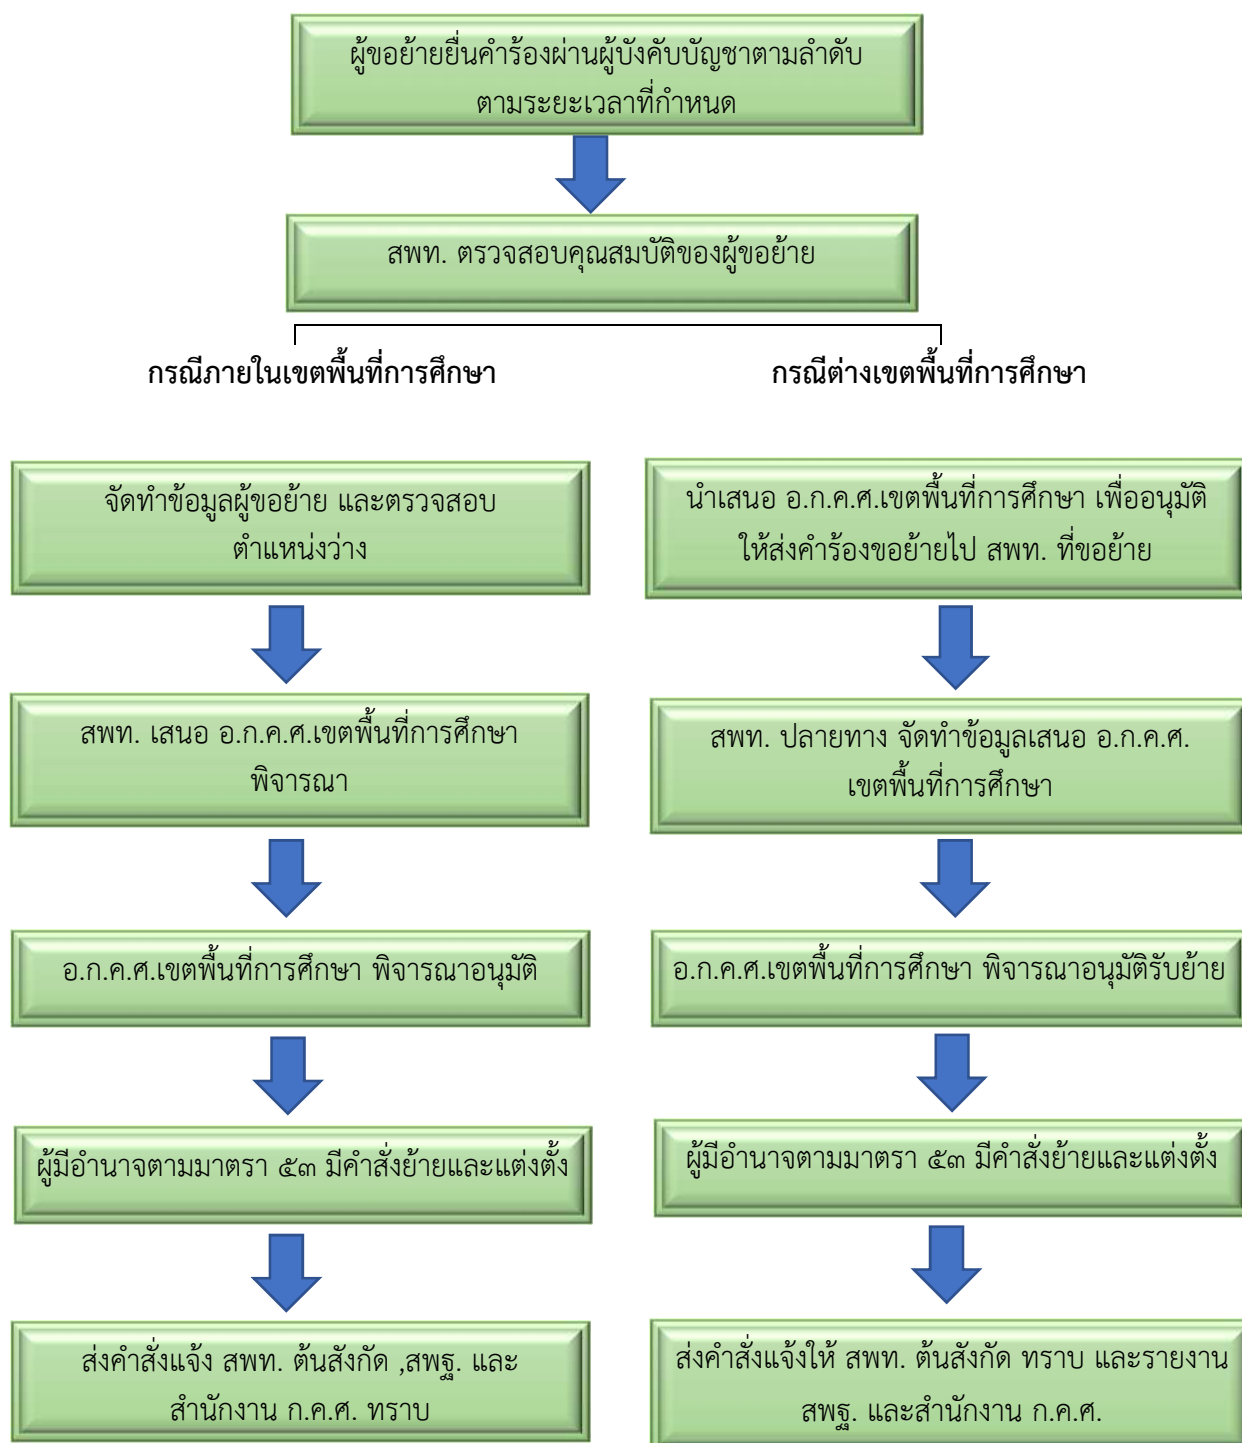 ผู้ขอย้ายยื่นคำร้องผ่านผู้บังคับบัญชาตามลำดับ
ตามระยะเวลาที่กำหนด
สพท. ตรวจสอบคุณสมบัติของผู้ขอย้าย
กรณีภายในเขตพื้นที่การศึกษา
จัดทำข้อมูลผู้ขอย้าย และตรวจสอบ
ตำแหน่งว่าง
สพท. เสนอ อ.ก.ค.ศ.เขตพื้นที่การศึกษา
พิจารณา
อ.ก.ค.ศ.เขตพื้นที่การศึกษา พิจารณาอนุมัติ
ผู้มีอำนาจตามมาตรา ๕๓ มีคำสั่งย้ายและแต่งตั้ง
ส่งคำสั่งแจ้ง สพท. ต้นสังกัด ,สพฐ. และ
สำนักงาน ก.ค.ศ. ทราบ
กรณีต่างเขตพื้นที่การศึกษา
นำเสนอ อ.ก.ค.ศ.เขตพื้นที่การศึกษา เพื่ออนุมัติ
ให้ส่งคำร้องขอย้ายไป สพท. ที่ขอย้าย
สพท. ปลายทาง จัดทำข้อมูลเสนอ อ.ก.ค.ศ.
เขตพื้นที่การศึกษา
อ.ก.ค.ศ.เขตพื้นที่การศึกษา พิจารณาอนุมัติรับย้าย
ผู้มีอำนาจตามมาตรา ๕๓ มีคำสั่งย้ายและแต่งตั้ง
ส่งคำสั่งแจ้งให้ สพท. ต้นสังกัด ทราบ และรายงาน
สพฐ. และสำนักงาน ก.ค.ศ.